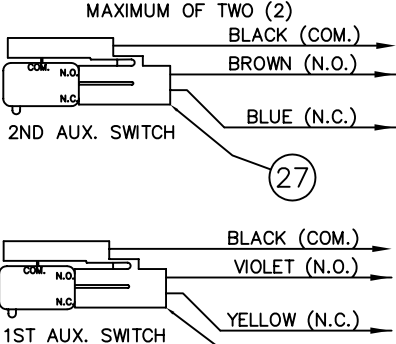 MAXIMUM OF TWO (2)
BLACK (COM.)
COM.
N.O.
BROWN (N.O.)
N.C.
BLUE (N.C.)
2ND AUX. SWITCH
27
BLACK (COM.)
COM.
N.O.
VIOLET (N.O.)
N.C.
YELLOW (N.C.)
1ST AUX. SWITCH